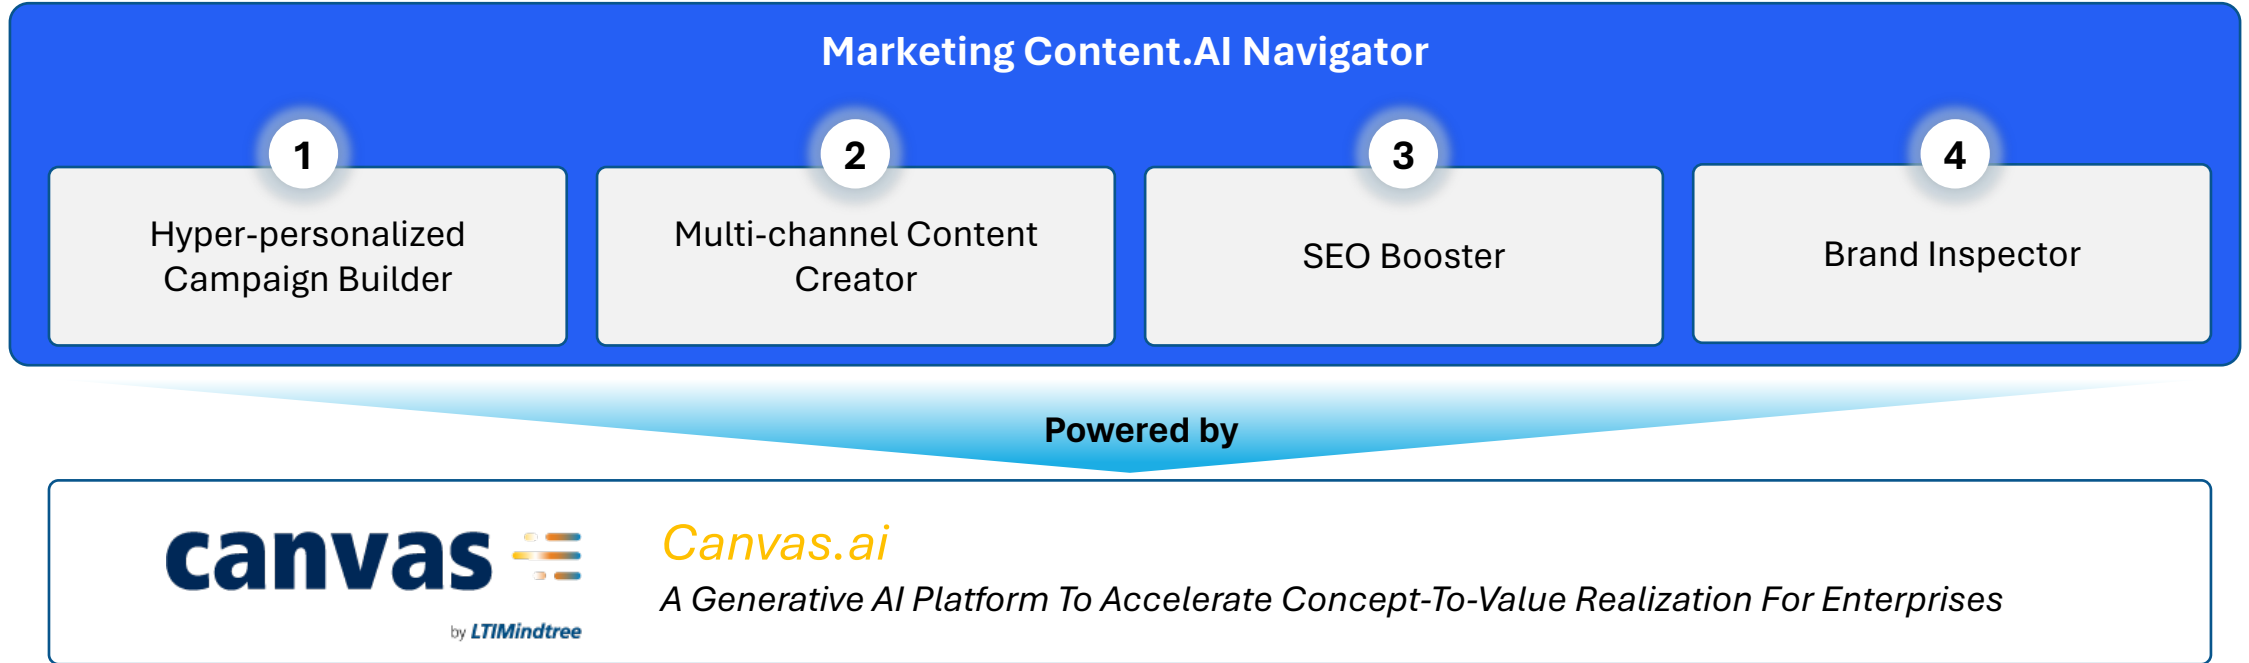 Marketing Content.AI Navigator
1
2
3
4
Hyper-personalized
Campaign Builder
Multi-channel Content
Creator
SEO Booster
Brand Inspector
Powered by
canvas
by LTIMindtree
Canvas.ai
A Generative AI Platform To Accelerate Concept-To-Value Realization For Enterprises